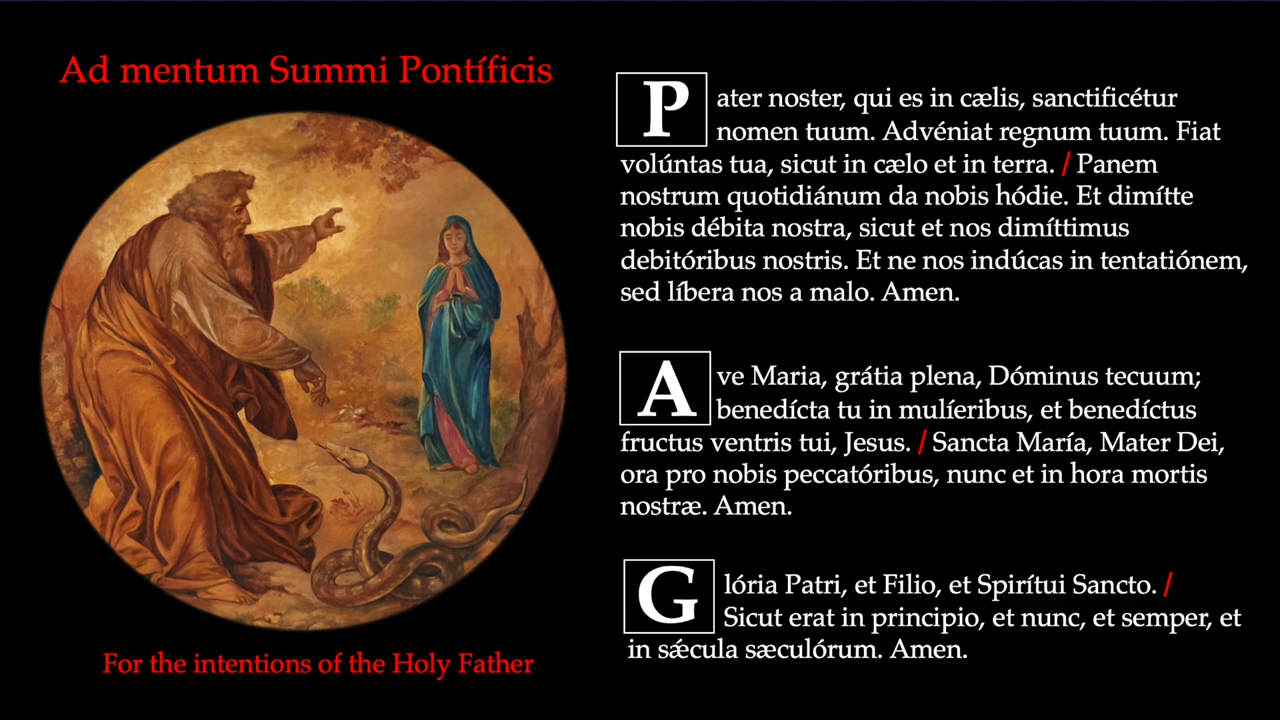 Ad mentum Summi Pontíficis
Pater noster, qui es in cælis, sanctificétur
nomen tuum. Advéniat regnum tuum. Fiat
volúntas tua, sicut in cælo et in terra. / Panem
nostrum quotidiánum da nobis hódie. Et dimítte
nobis débita nostra, sicut et nos dimíttimus
debitóribus nostris. Et ne nos indúcas in tentatiónem,
sed líbera nos a malo. Amen.
Ave Maria, grátia plena, Dóminus tecuum;
benedícta tu in mulíeribus, et benedíctus
fructus ventris tui, Jesus. / Sancta María, Mater Dei,
ora pro nobis peccatóribus, nunc et in hora mortis
nostræ. Amen.
Glória Patri, et Filio, et Spirítui Sancto. /
Sicut erat in principio, et nunc, et semper, et
in sǽcula sæculórum. Amen.
For the intentions of the Holy Father